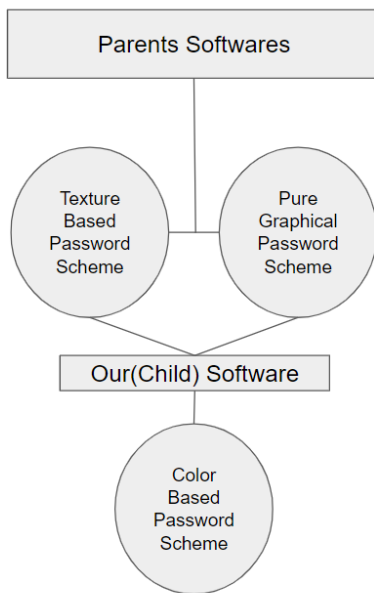 Parents Softwares
Texture
Based
Password
Scheme
Pure
Graphical
Password
Scheme
Our(Child) Software
Color
Based
Password
Scheme